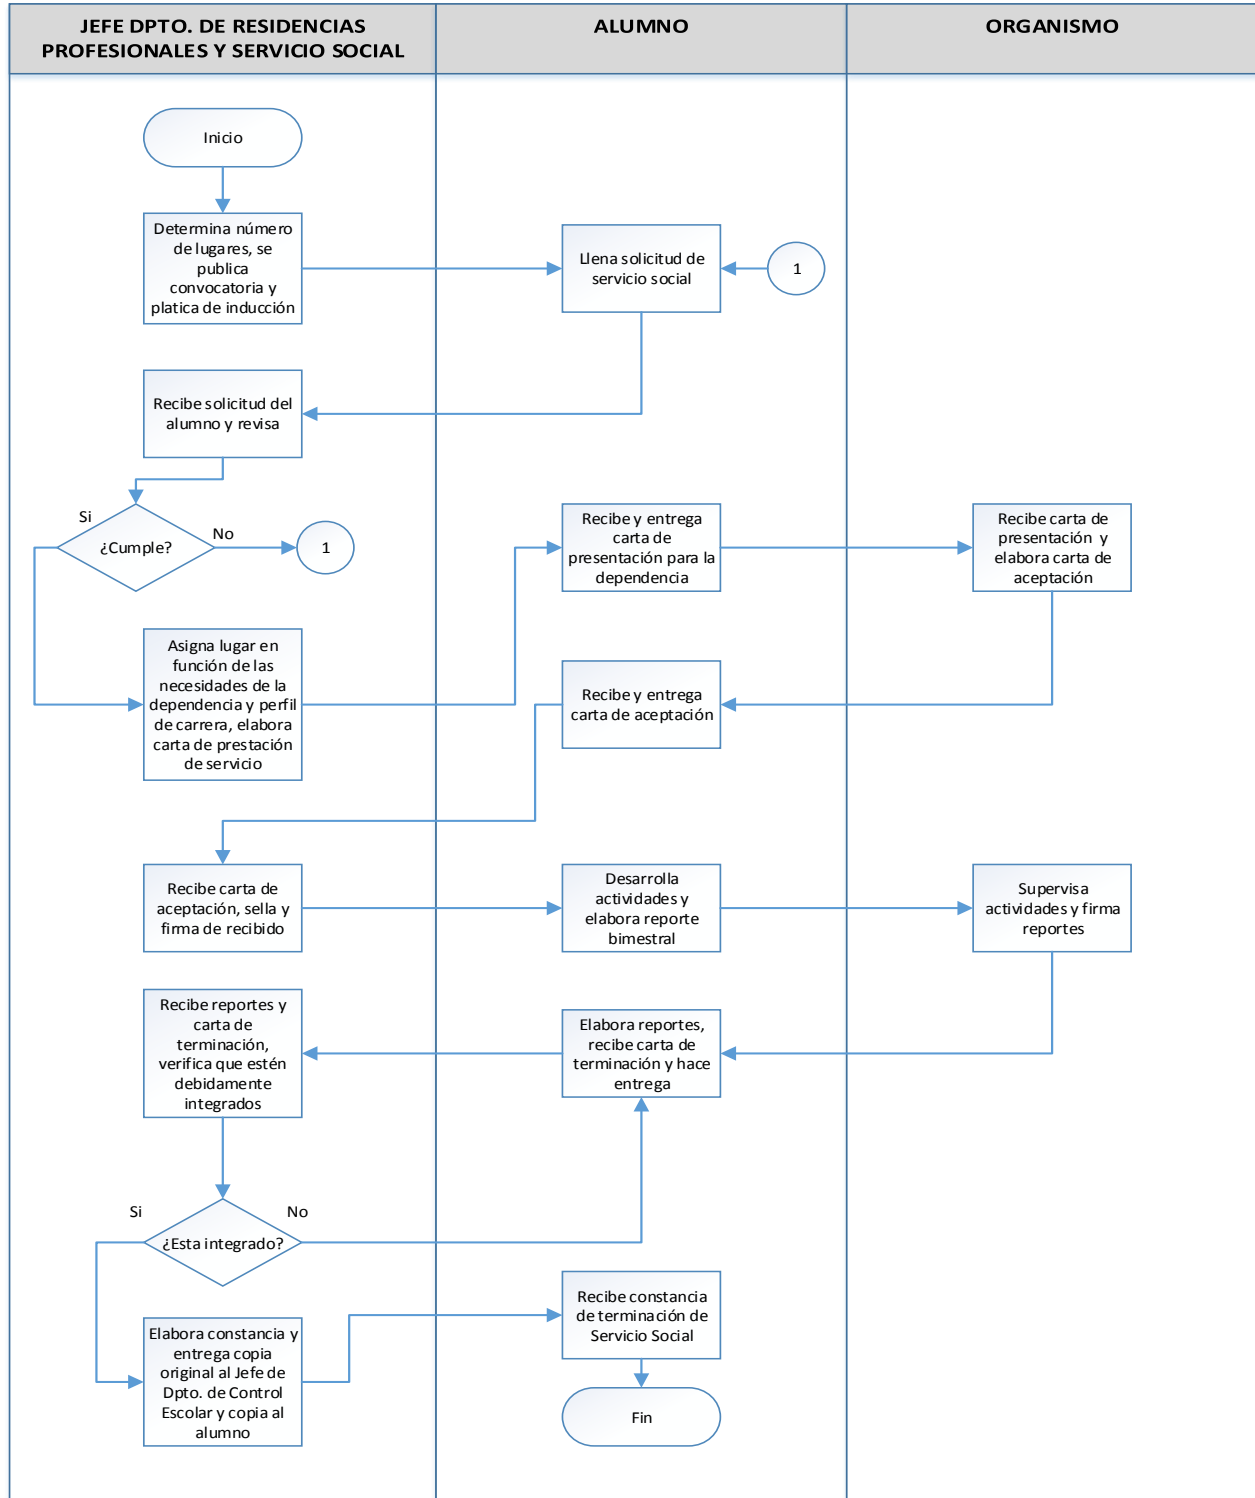 JEFE DPTO. DE RESIDENCIAS
PROFESIONALES Y SERVICIO SOCIAL
ALUMNO
ORGANISMO
Inicio
Determina número
de lugares, se
publica
convocatoria y
platica de inducción
Llena solicitud de
servicio social
1
Recibe solicitud del
alumno y revisa
Si
¿Cumple?
No
1
Recibe y entrega
carta de
presentación para la
dependencia
Recibe carta de
presentación y
elabora carta de
aceptación
Asigna lugar en
función de las
necesidades de la
dependencia y perfil
de carrera, elabora
carta de prestación
de servicio
Recibe y entrega
carta de aceptación
Recibe carta de
aceptación, sella y
firma de recibido
Desarrolla
actividades y
elabora reporte
bimestral
Supervisa
actividades y firma
reportes
Recibe reportes y
carta de
terminación,
verifica que estén
debidamente
integrados
Elabora reportes,
recibe carta de
terminación y hace
entrega
Si
¿Esta integrado?
No
Elabora constancia y
entrega copia
original al Jefe de
Dpto. de Control
Escolar y copia al
alumno
Recibe constancia
de terminación de
Servicio Social
Fin